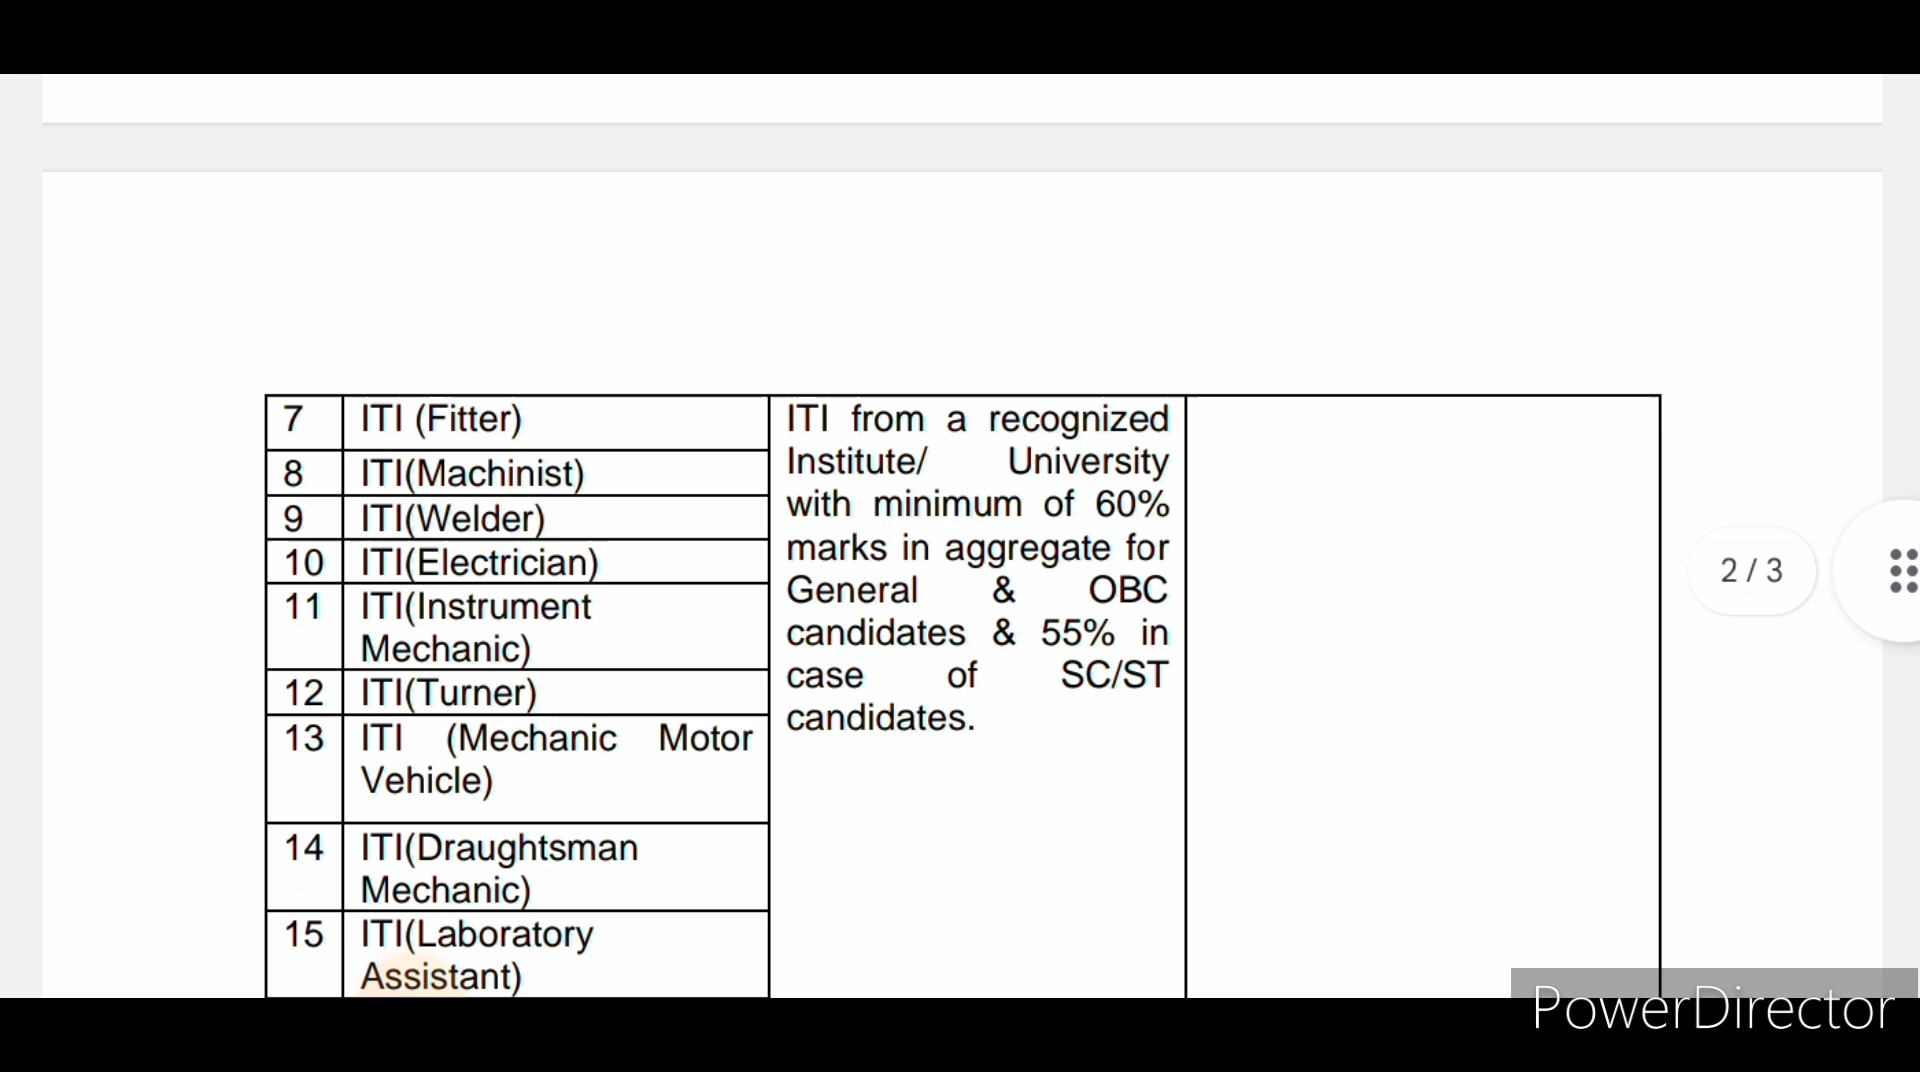 7 ITI (Fitter)
8 ITI(Machinist)
9 ITI(Welder)
10 ITI(Electrician)
11 ITI(Instrument
Mechanic)
12 ITI(Turner)
13 ITI (Mechanic Motor
Vehicle)
14 ITI(Draughtsman
Mechanic)
15 ITI(Laboratory
Assistant)
ITI from a recognized
Institute/ University
with minimum of 60%
marks in aggregate for
General & OBC
candidates & 55% in
case of SC/ST
candidates.
2 / 3
PowerDirector